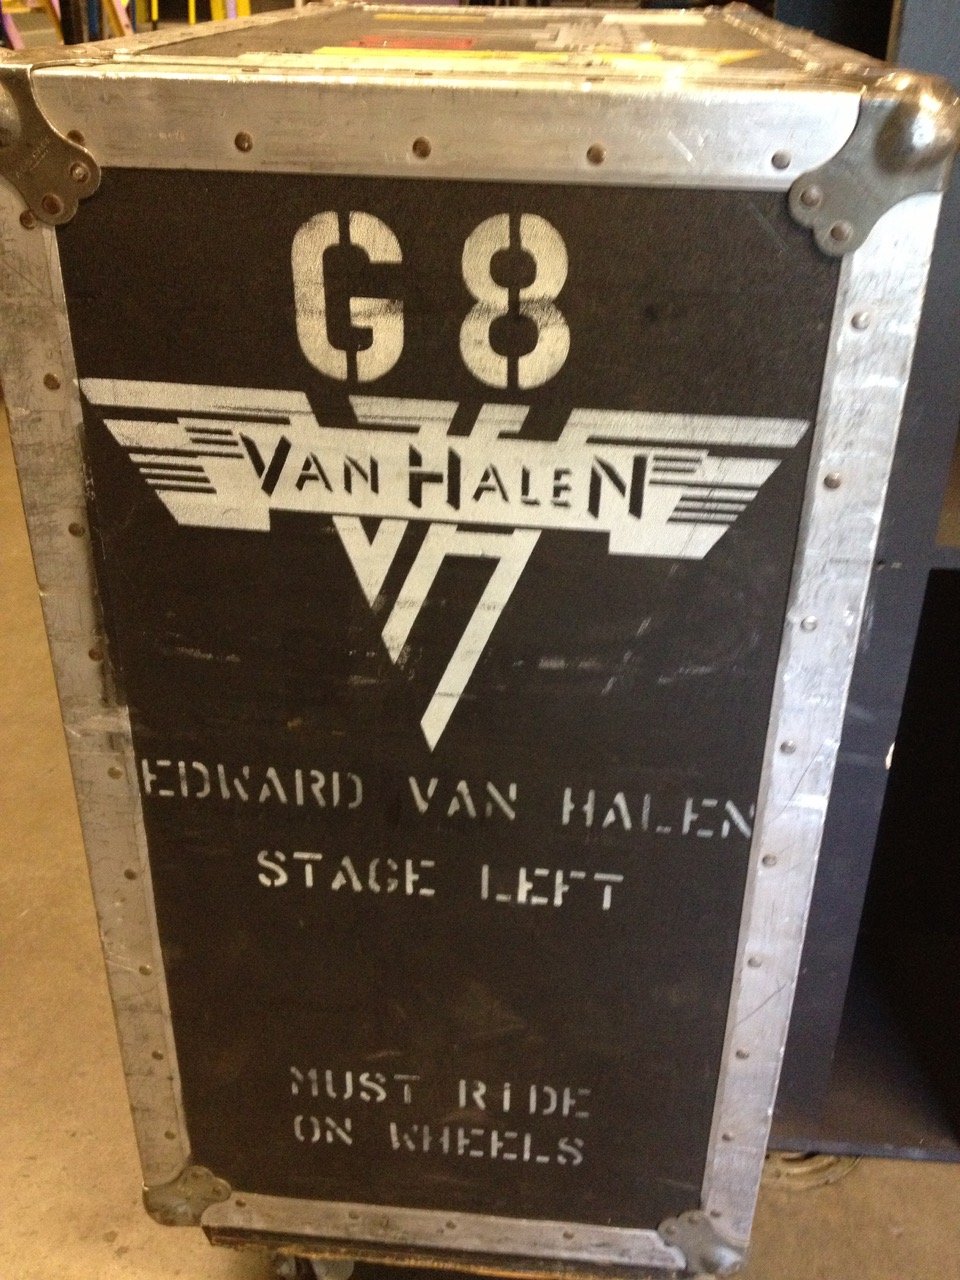 G8
VAN HALEN
EDWARD VAN HALEN
STAGE LEFT
MUST RIDE
ON WHEELS